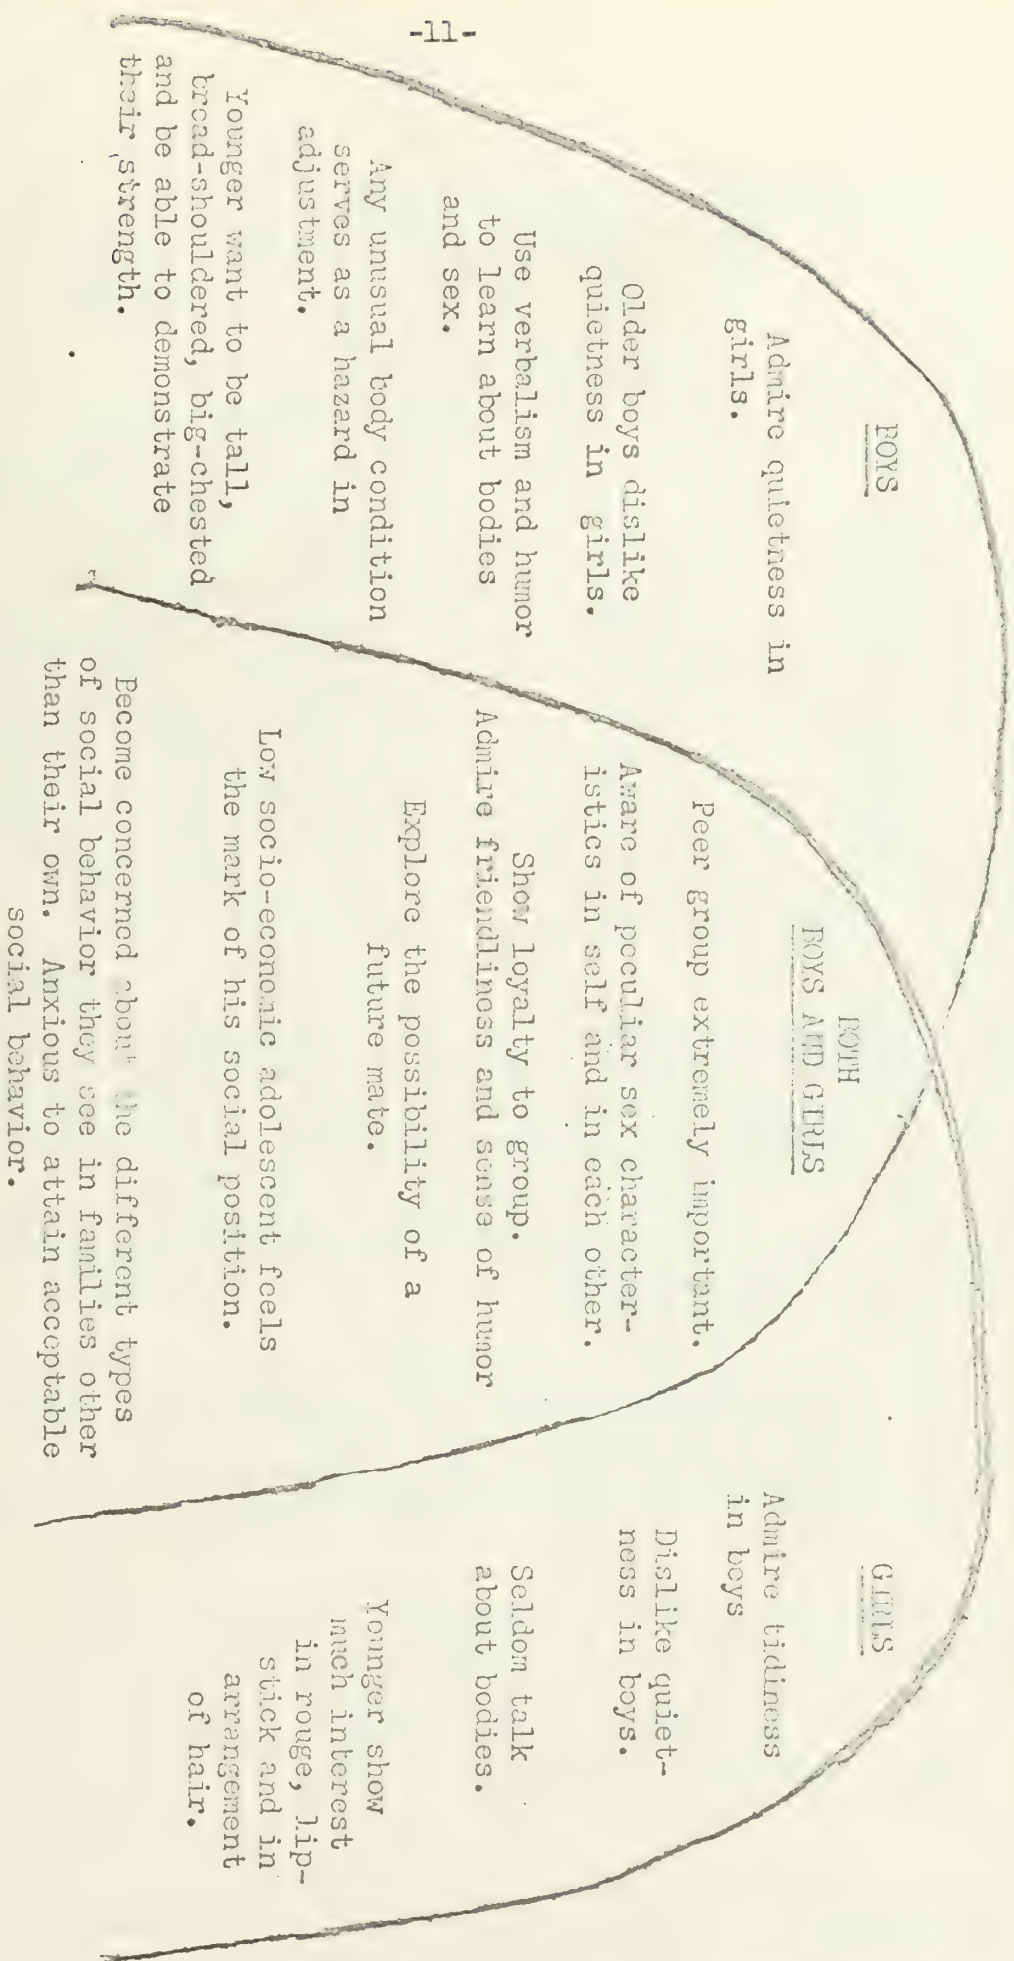 -11-
BOYS
Admire quietness in
girls.
Older boys dislike
quietness in girls.
Use verbalism and humor
to learn about bodies
and sex.
Any unusual body condition
serves as a hazard in
adjustment.
Younger want to be tall,
broad-shouldered, big-chested
and be able to demonstrate
their strength.
BOTH
BOYS AND GIRLS
Peer group extremely important.
Aware of peculiar sex character-
istics in self and in each other.
Show loyalty to group.
Admire friendliness and sense of humor
Explore the possibility of a
future mate.
Low socio-economic adolescent feels
the mark of his social position.
Become concerned about the different types
of social behavior they see in families other
than their own. Anxious to attain acceptable
social behavior.
GIRLS
Admire tidiness
in boys
Dislike quiet-
ness in boys.
Seldom talk
about bodies.
Younger show
much interest
in rouge, lip-
stick and in
arrangement
of hair.